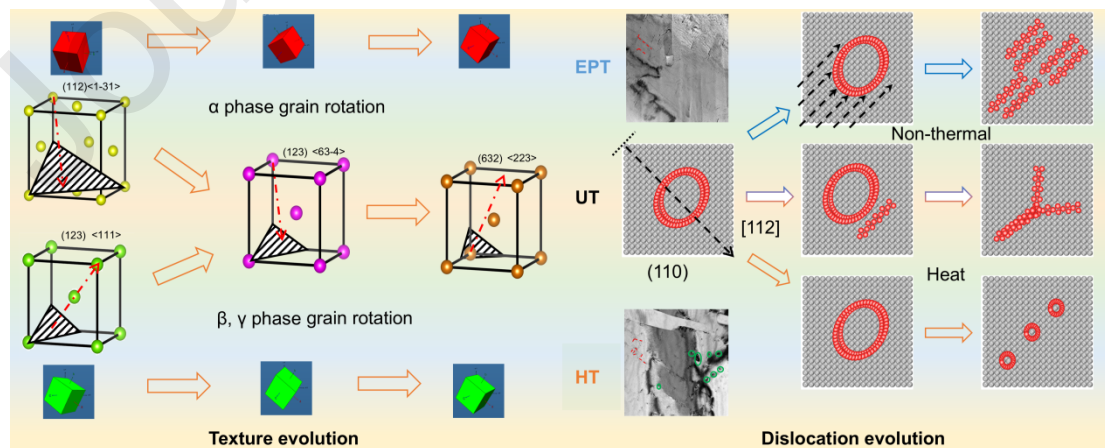 (112)<1-31>
α phase grain rotation
(123) <63-4>
(632) <223>
(123) <111>
β, γ phase grain rotation
Texture evolution
EPT
Non-thermal
UT
[112]
(110)
Heat
HT
Dislocation evolution